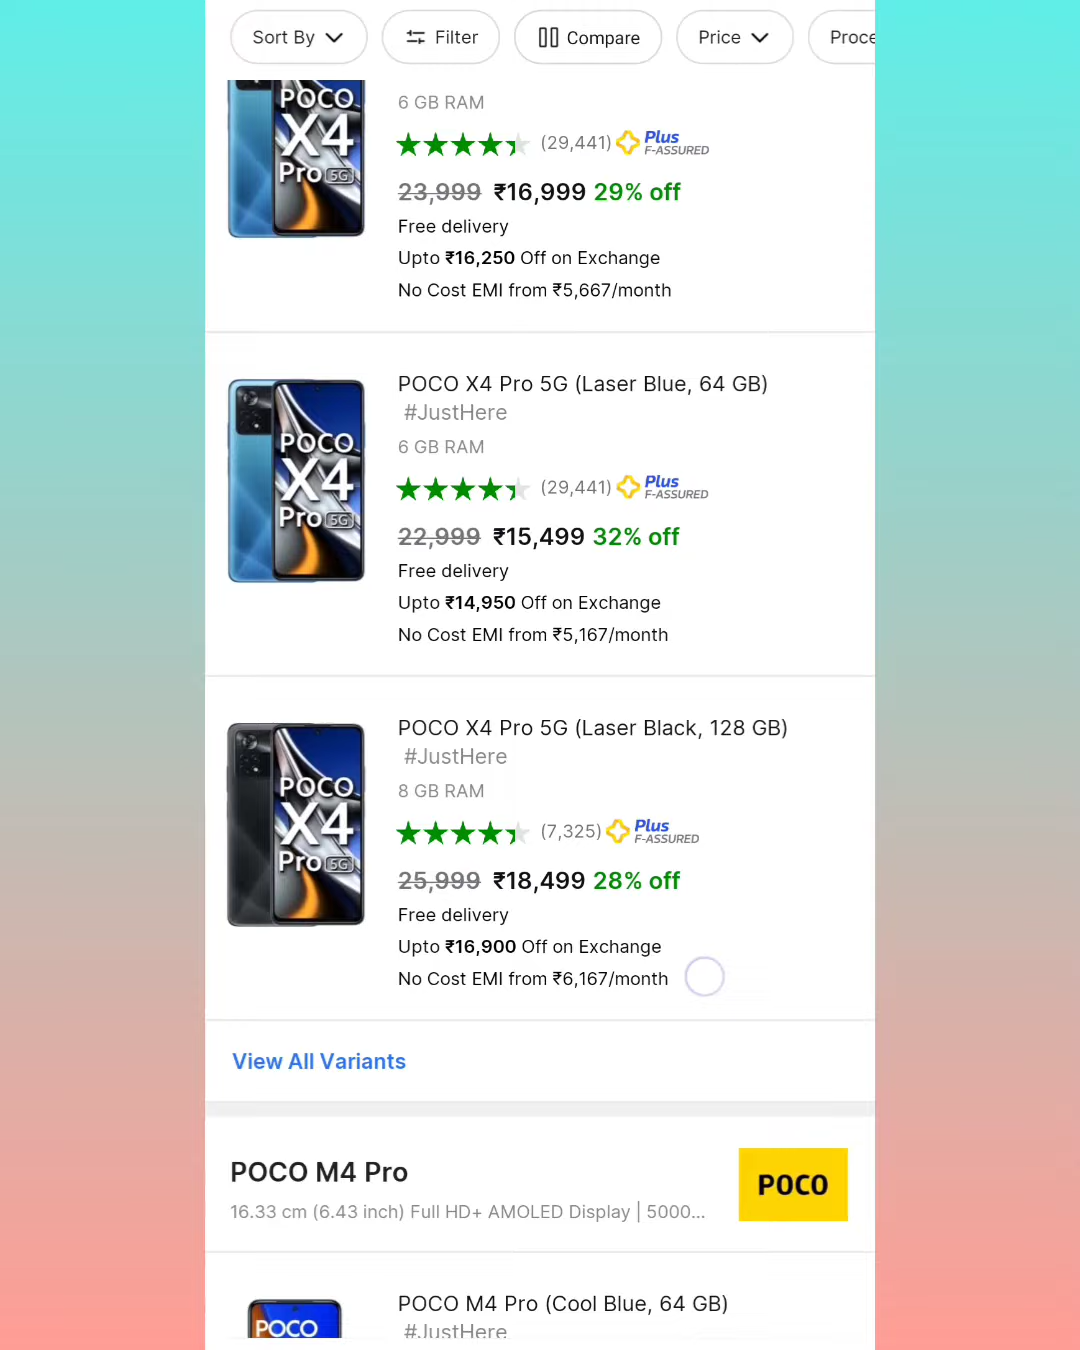 Sort By
Filter
Compare
Price
Proce
POCO
X4
Pro 5G
6 GB RAM
(29,441) Plus
F-ASSURED
23,999 ₹16,999 29% off
Free delivery
Upto ₹16,250 Off on Exchange
No Cost EMI from ₹5,667/month
POCO
X4
Pro 5G
POCO X4 Pro 5G (Laser Blue, 64 GB)
#JustHere
6 GB RAM
(29,441) Plus
F-ASSURED
22,999 ₹15,499 32% off
Free delivery
Upto ₹14,950 Off on Exchange
No Cost EMI from ₹5,167/month
POCO
X4
Pro 5G
POCO X4 Pro 5G (Laser Black, 128 GB)
#JustHere
8 GB RAM
(7,325) Plus
F-ASSURED
25,999 ₹18,499 28% off
Free delivery
Upto ₹16,900 Off on Exchange
No Cost EMI from ₹6,167/month
View All Variants
POCO M4 Pro
16.33 cm (6.43 inch) Full HD+ AMOLED Display | 5000...
POCO
POCO
POCO M4 Pro (Cool Blue, 64 GB)
#JustHere